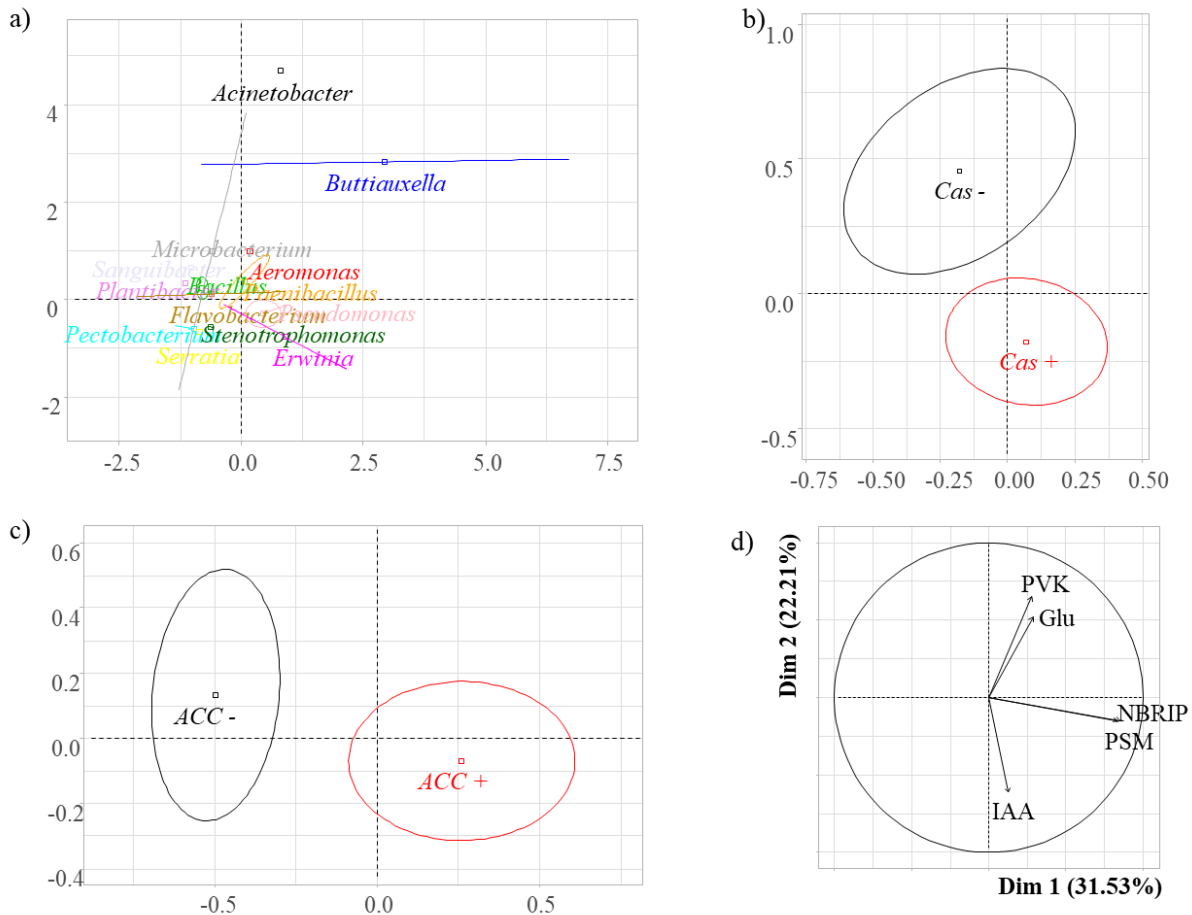 a)
4
2
0
-2
-2.5
0.0
2.5
5.0
7.5
Acinetobacter
Buttiauxella
Microbacterium
Sanguibacter
Aeromonas
Bacillus
Plantibacter
Paenibacillus
Flavobacterium
Pseudomonas
Pectobacterium
Stenotrophomonas
Serratia
Erwinia
b)
1.0
0.5
0.0
-0.5
-0.75
-0.50
-0.25
0.00
0.25
0.50
Cas -
Cas +
c)
0.6
0.4
0.2
0.0
-0.2
-0.4
-0.5
0.0
0.5
ACC -
ACC +
d)
Dim 2 (22.21%)
PVK
Glu
NBRIP
PSM
IAA
Dim 1 (31.53%)